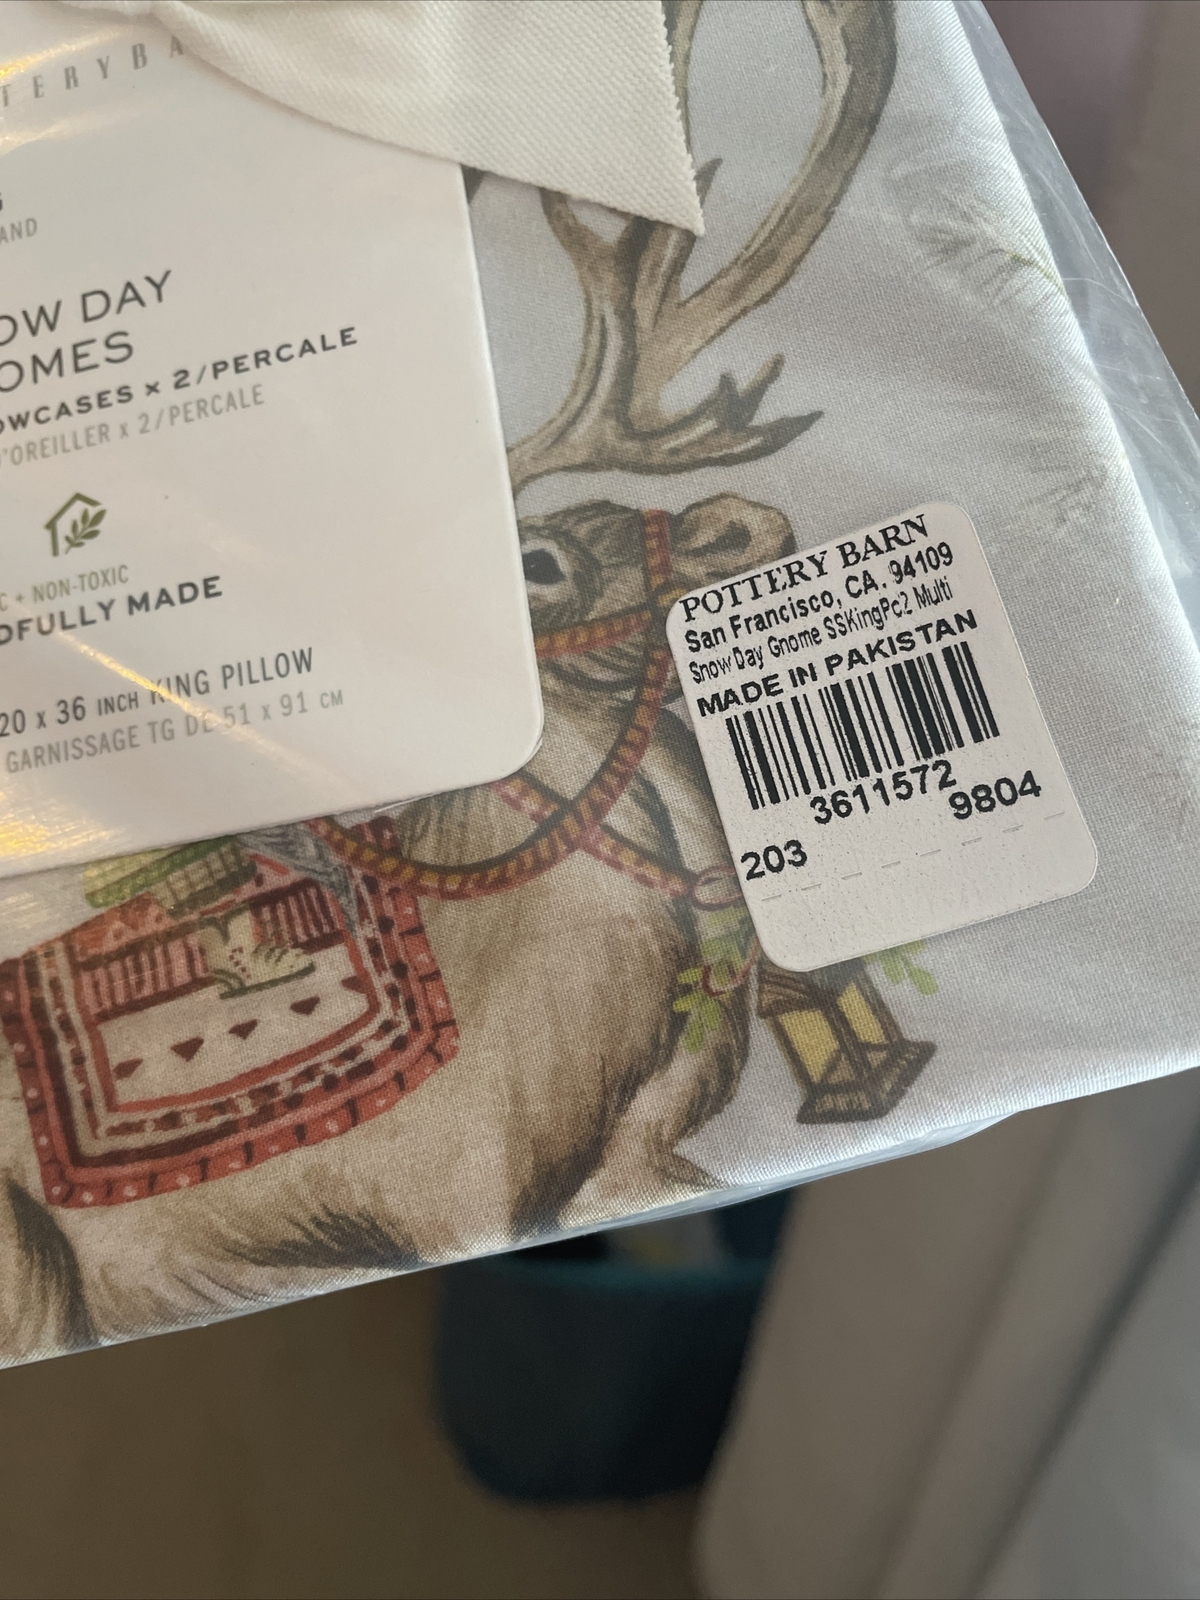 TERYBA
AND
OW DAY
OMES
OWCASES x 2/PERCALE
D'OREILLER x 2/PERCALE
C + NON-TOXIC
DFULLY MADE
20 x 36 INCH KING PILLOW
GARNISSAGE TG DE 51 x 91 CM
POTTERY BARN
San Francisco, CA. 94109
Snow Day Gnome SSKingPc2 Multi
MADE IN PAKISTAN
3611572
9804
203